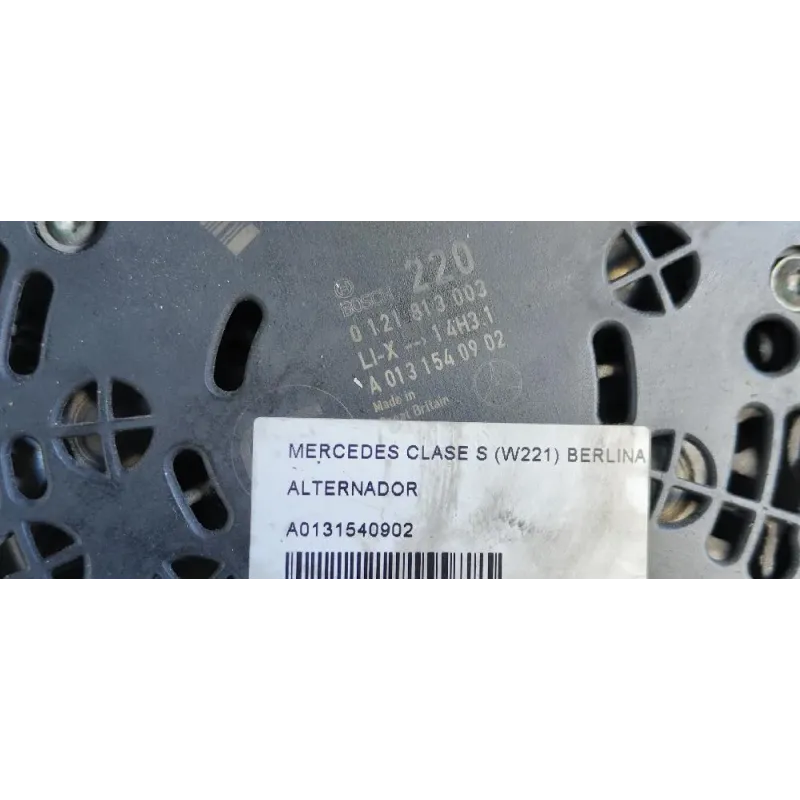 220
BOSCH
0 121 813 003
LI-X → 14H3.1
A 013 154 09 02
Made in
Britain
MERCEDES CLASE S (W221) BERLINA
ALTERNADOR
A0131540902